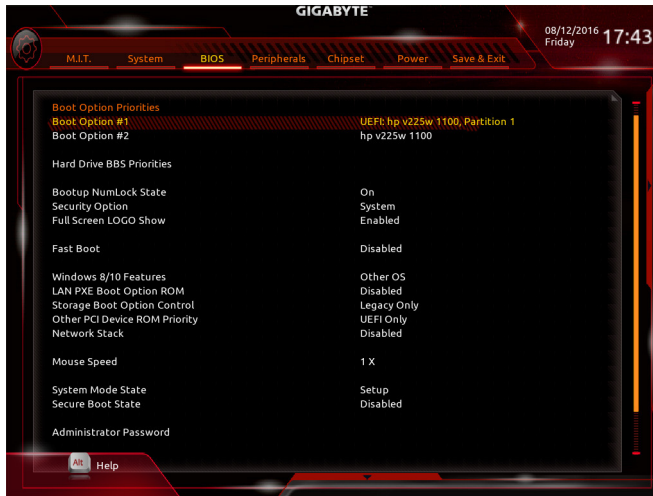 GIGABYTE
08/12/2016 17:43
Friday
M.I.T. System BIOS Peripherals Chipset Power Save & Exit
Boot Option Priorities
Boot Option #1 UEFI: hp v225w 1100, Partition 1
Boot Option #2 hp v225w 1100
Hard Drive BBS Priorities
Bootup NumLock State On
Security Option System
Full Screen LOGO Show Enabled
Fast Boot Disabled
Windows 8/10 Features Other OS
LAN PXE Boot Option ROM Disabled
Storage Boot Option Control Legacy Only
Other PCI Device ROM Priority UEFI Only
Network Stack Disabled
Mouse Speed 1 X
System Mode State Setup
Secure Boot State Disabled
Administrator Password
Alt Help